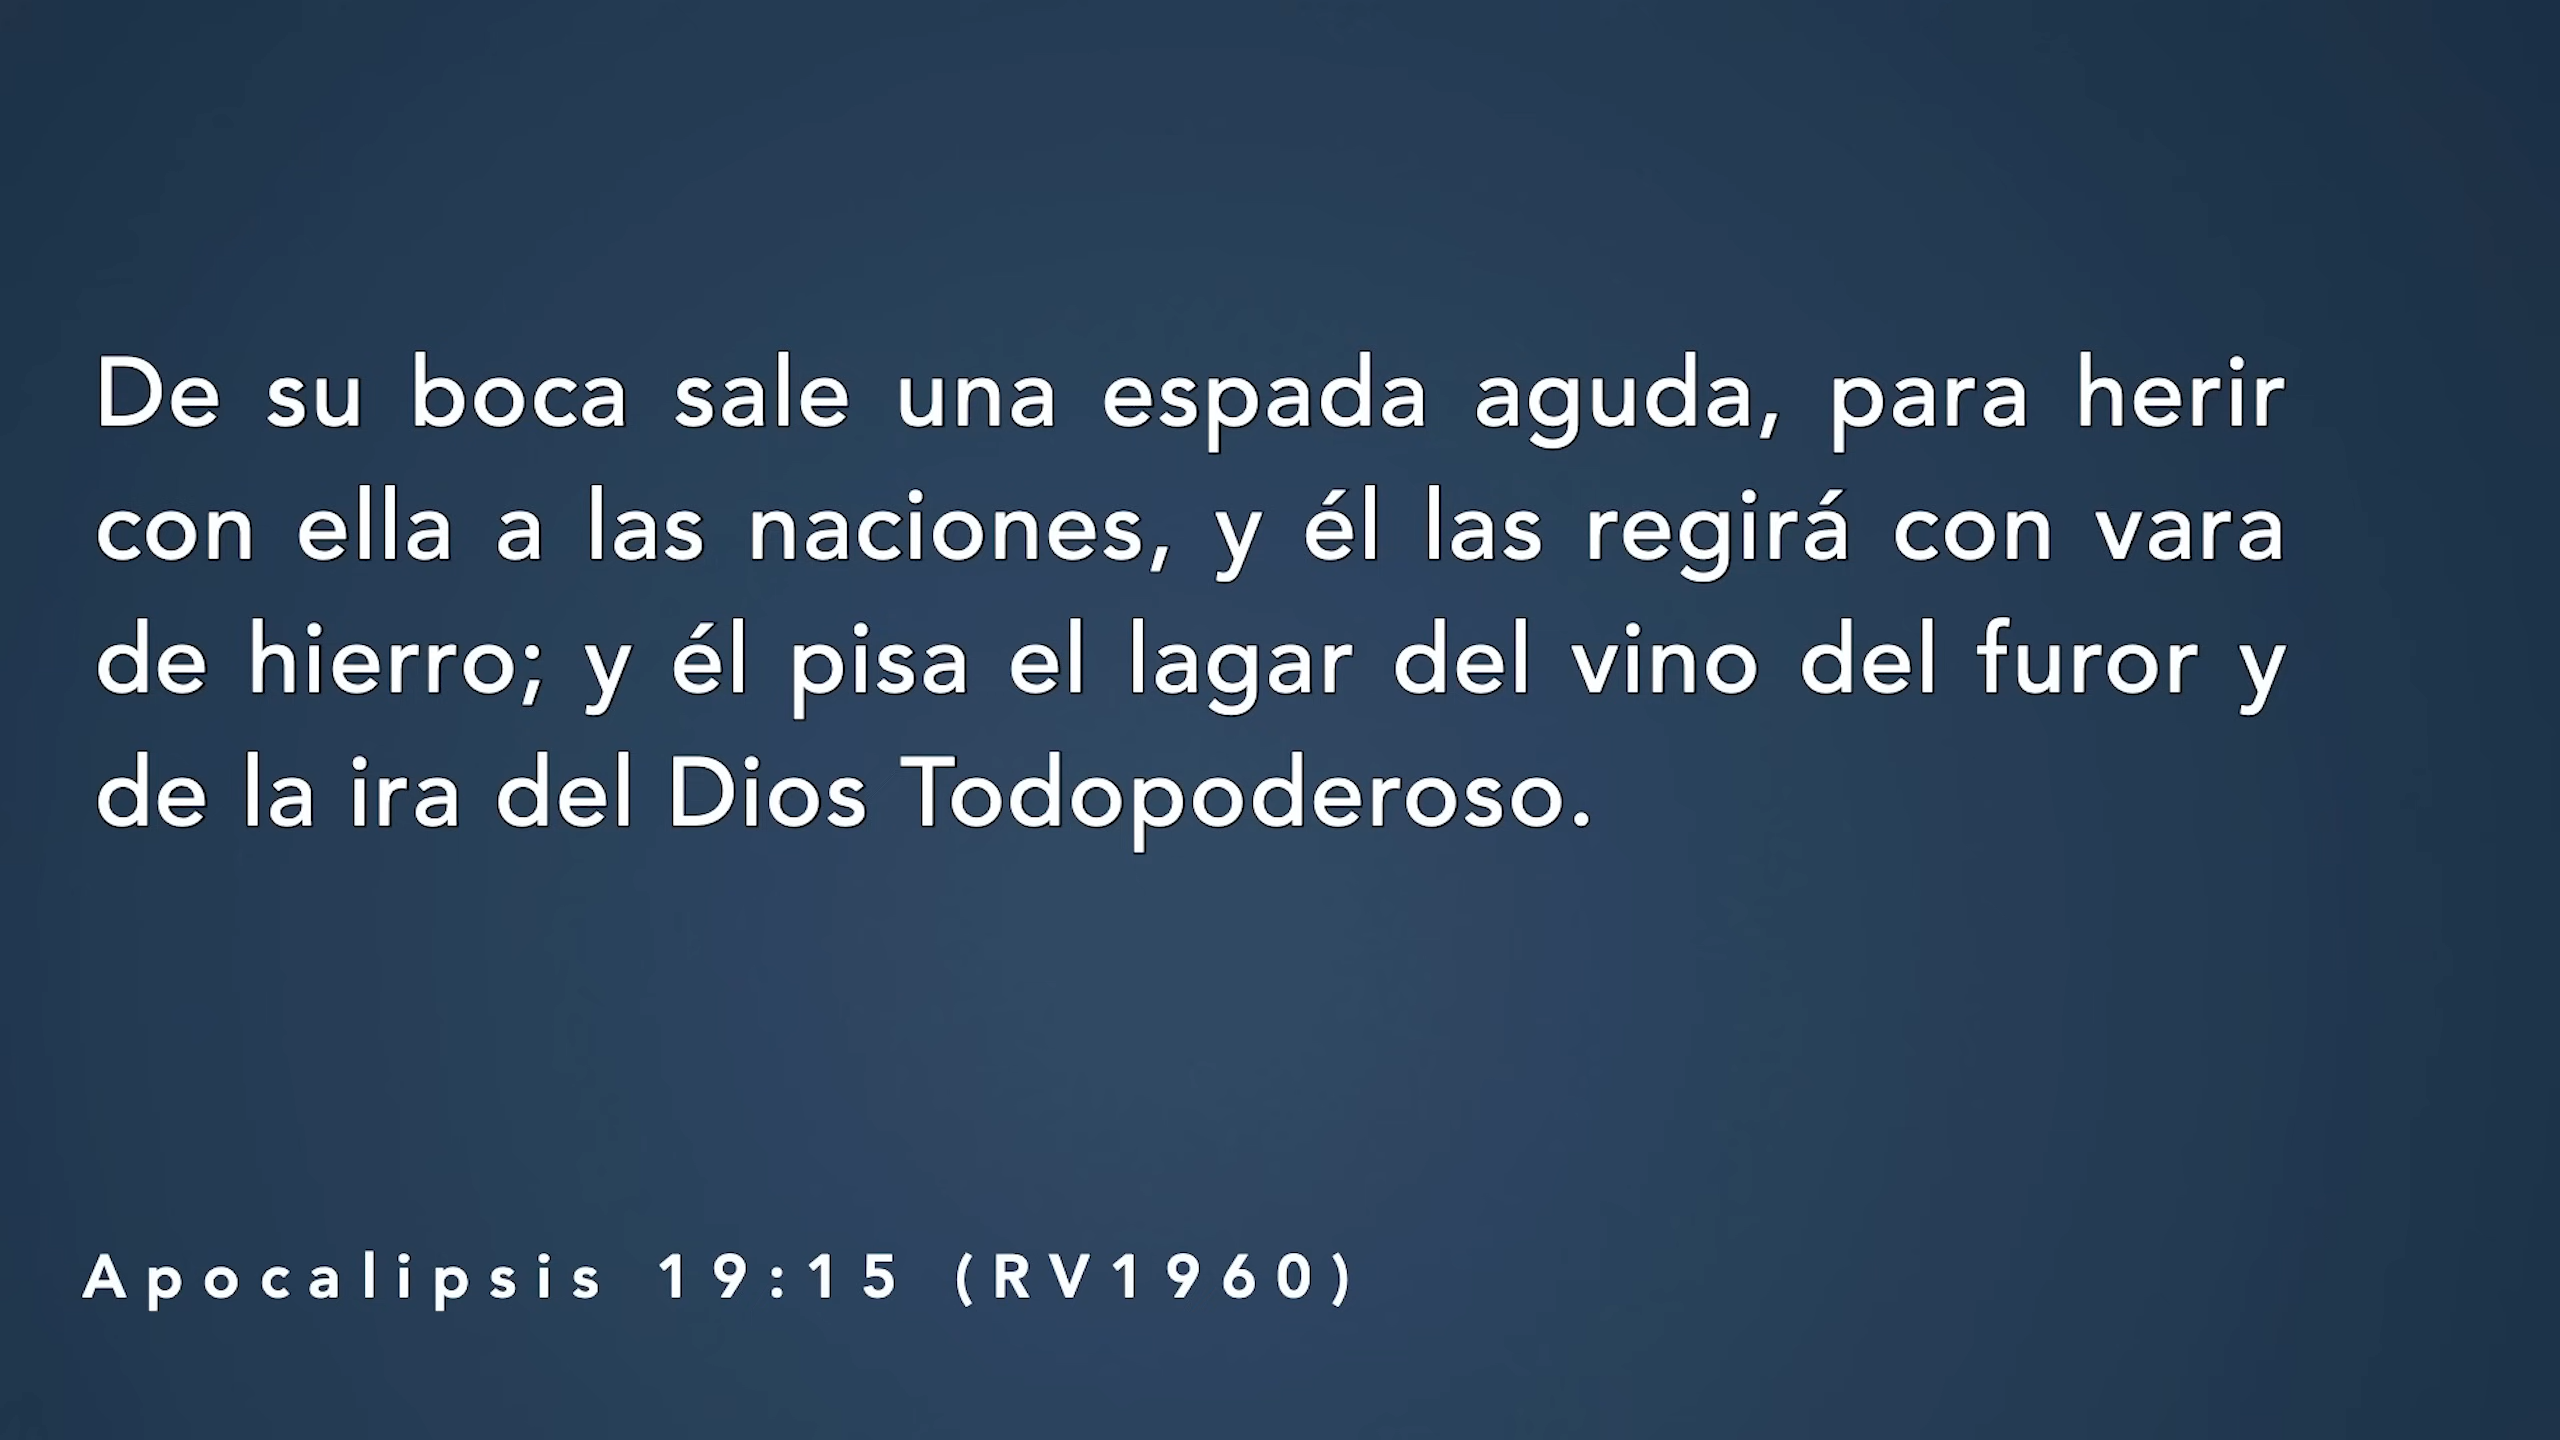 De su boca sale una espada aguda, para herir
con ella a las naciones, y él las regirá con vara
de hierro; y él pisa el lagar del vino del furor y
de la ira del Dios Todopoderoso.
Apocalipsis 19:15 (RV1960)